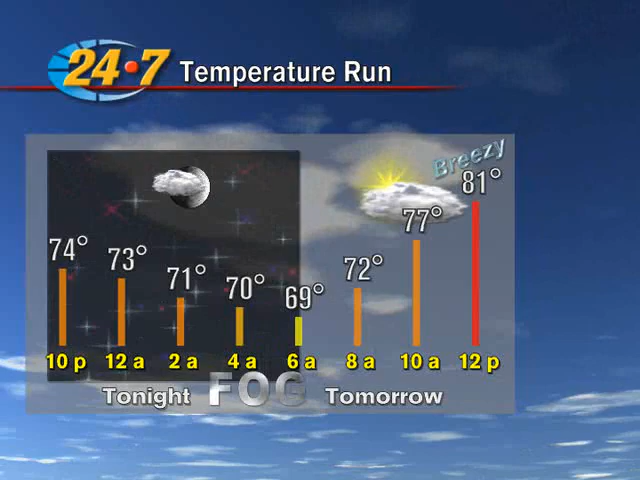 24•7 Temperature Run
Breezy
74° 73° 71° 70° 69° 72° 77° 81°
10 p 12 a 2 a 4 a 6 a 8 a 10 a 12 p
Tonight FOG Tomorrow